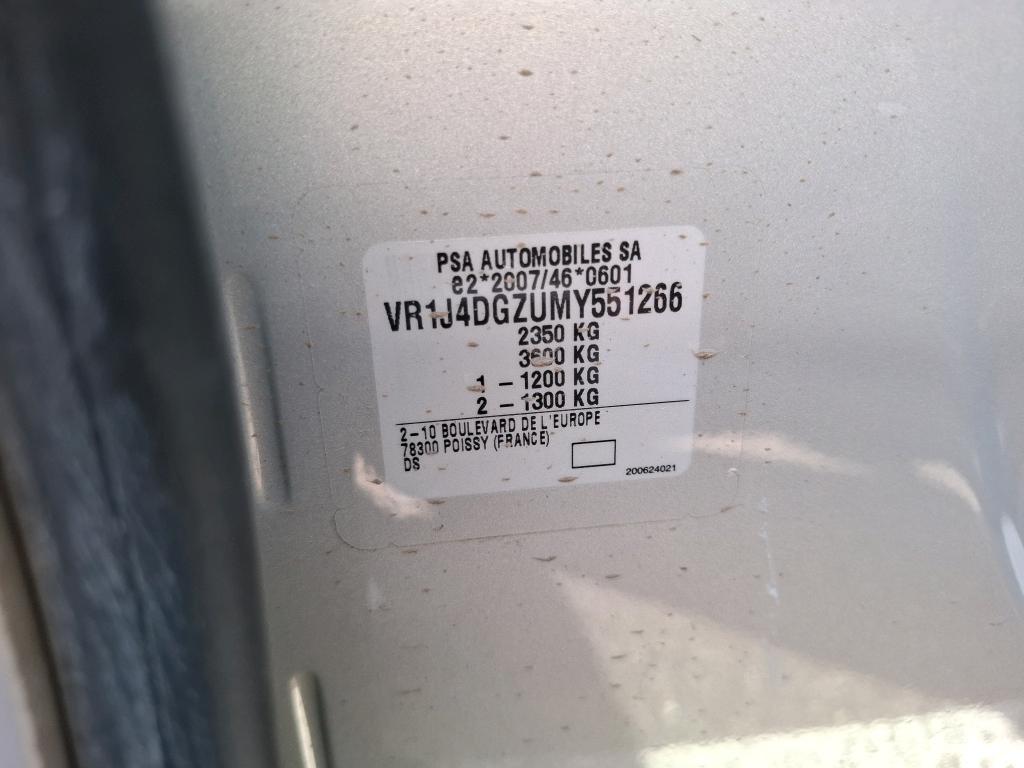 PSA AUTOMOBILES SA
e2*2007/46*0601
VR1J4DGZUMY551266
2350 KG
3600 KG
1 - 1200 KG
2 - 1300 KG
2-10 BOULEVARD DE L'EUROPE
78300 POISSY (FRANCE)
DS
200624021